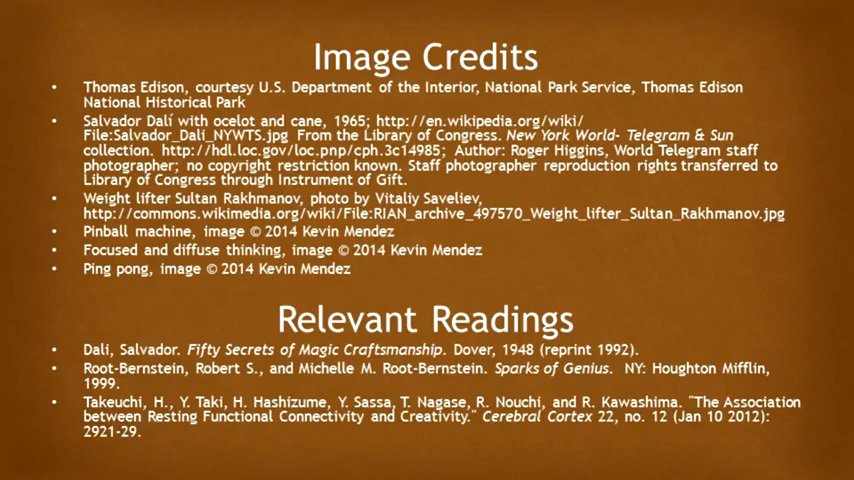 Image Credits
• Thomas Edison, courtesy U.S. Department of the Interior, National Park Service, Thomas Edison
National Historical Park
• Salvador Dalí with ocelot and cane, 1965; http://en.wikipedia.org/wiki/
File:Salvador_Dali_NYWTS.jpg From the Library of Congress. New York World- Telegram & Sun
collection. http://hdl.loc.gov/loc.pnp/cph.3c14985; Author: Roger Higgins, World Telegram staff
photographer; no copyright restriction known. Staff photographer reproduction rights transferred to
Library of Congress through Instrument of Gift.
• Weight lifter Sultan Rakhmanov, photo by Vitaliy Saveliev,
http://commons.wikimedia.org/wiki/File:RIAN_archive_497570_Weight_lifter_Sultan_Rakhmanov.jpg
• Pinball machine, image © 2014 Kevin Mendez
• Focused and diffuse thinking, image © 2014 Kevin Mendez
• Ping pong, image © 2014 Kevin Mendez
Relevant Readings
• Dali, Salvador. Fifty Secrets of Magic Craftsmanship. Dover, 1948 (reprint 1992).
• Root-Bernstein, Robert S., and Michelle M. Root-Bernstein. Sparks of Genius. NY: Houghton Mifflin,
1999.
• Takeuchi, H., Y. Taki, H. Hashizume, Y. Sassa, T. Nagase, R. Nouchi, and R. Kawashima. "The Association
between Resting Functional Connectivity and Creativity." Cerebral Cortex 22, no. 12 (Jan 10 2012):
2921-29.